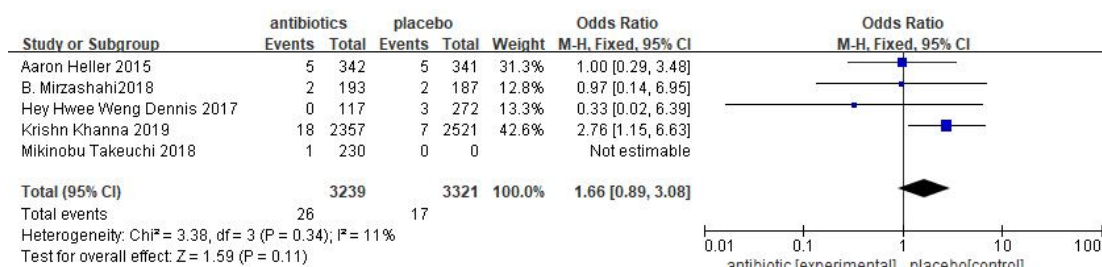 antibiotics placebo Odds Ratio Odds Ratio
Study or Subgroup Events Total Events Total Weight M-H, Fixed, 95% CI M-H, Fixed, 95% CI
Aaron Heller 2015 5 342 5 341 31.3% 1.00 [0.29, 3.48]
B. Mirzashahi2018 2 193 2 187 12.8% 0.97 [0.14, 6.95]
Hey Hwee Weng Dennis 2017 0 117 3 272 13.3% 0.33 [0.02, 6.39]
Krishn Khanna 2019 18 2357 7 2521 42.6% 2.76 [1.15, 6.63]
Mikinobu Takeuchi 2018 1 230 0 0 Not estimable
Total (95% CI) 3239 3321 100.0% 1.66 [0.89, 3.08]
Total events 26 17
Heterogeneity: Chi² = 3.38, df = 3 (P = 0.34); I² = 11%
Test for overall effect: Z = 1.59 (P = 0.11)
0.01 0.1 1 10 100
antibiotic [experimental] placebo[control]